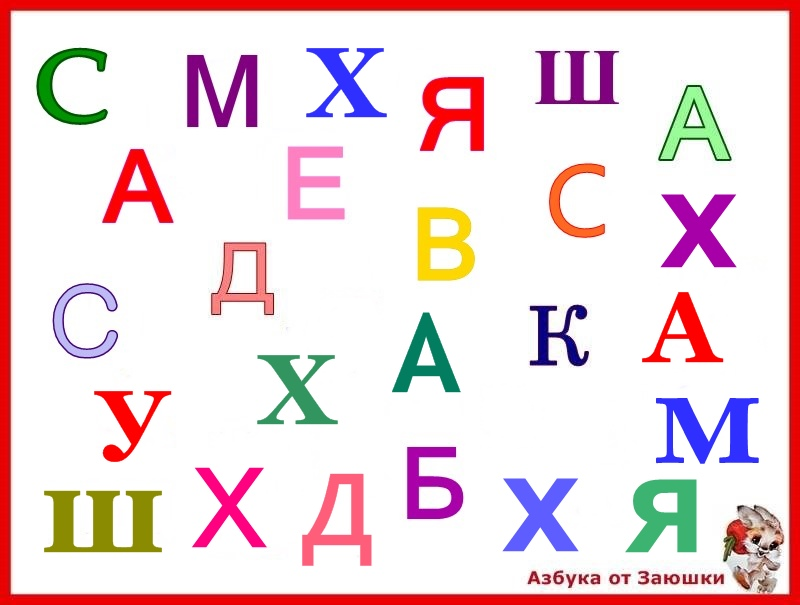 С М Х Я Ш А
А Е С
Д В Х
С А К А
У Х М
Ш Х Д Б Х Я
Азбука от Заюшки